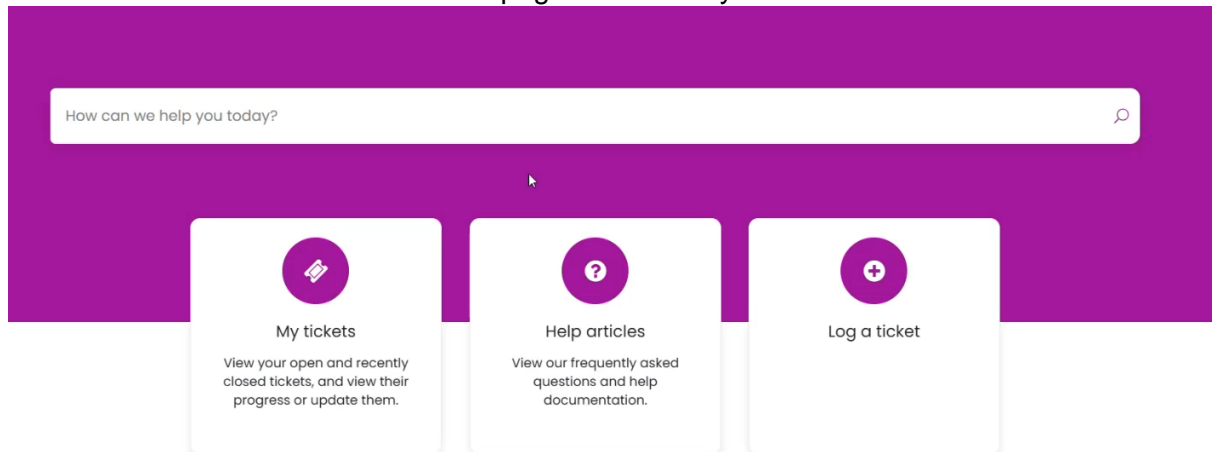 How can we help you today?
My tickets
View your open and recently
closed tickets, and view their
progress or update them.
Help articles
View our frequently asked
questions and help
documentation.
Log a ticket